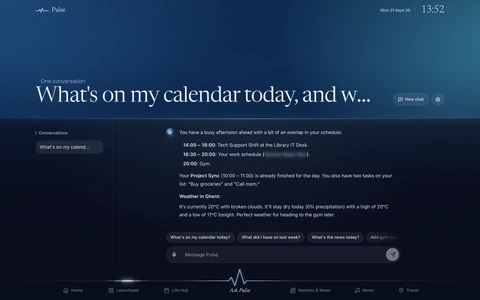 Pulse
Mon 21 Sept 26
13:52
One conversation
What's on my calendar today, and w...
New chat
1 Conversations
What's on my calend...
You have a busy afternoon ahead with a bit of an overlap in your schedule:
14:00 – 18:00: Tech Support Shift at the Library IT Desk.
16:30 – 20:00: Your work schedule (
20:00: Gym.
Your Project Sync (10:00 – 11:00) is already finished for the day. You also have two tasks on your
list: "Buy groceries" and "Call mom."
Weather in Ghent:
It's currently 20°C with broken clouds. It'll stay dry today (0% precipitation) with a high of 20°C
and a low of 11°C tonight. Perfect weather for heading to the gym later.
What's on my calendar today?
What did I have on last week?
What's the news today?
Add gym
Message Pulse
Home
Launchpad
Life Hub
Ask Pulse
Markets & News
Music
Travel